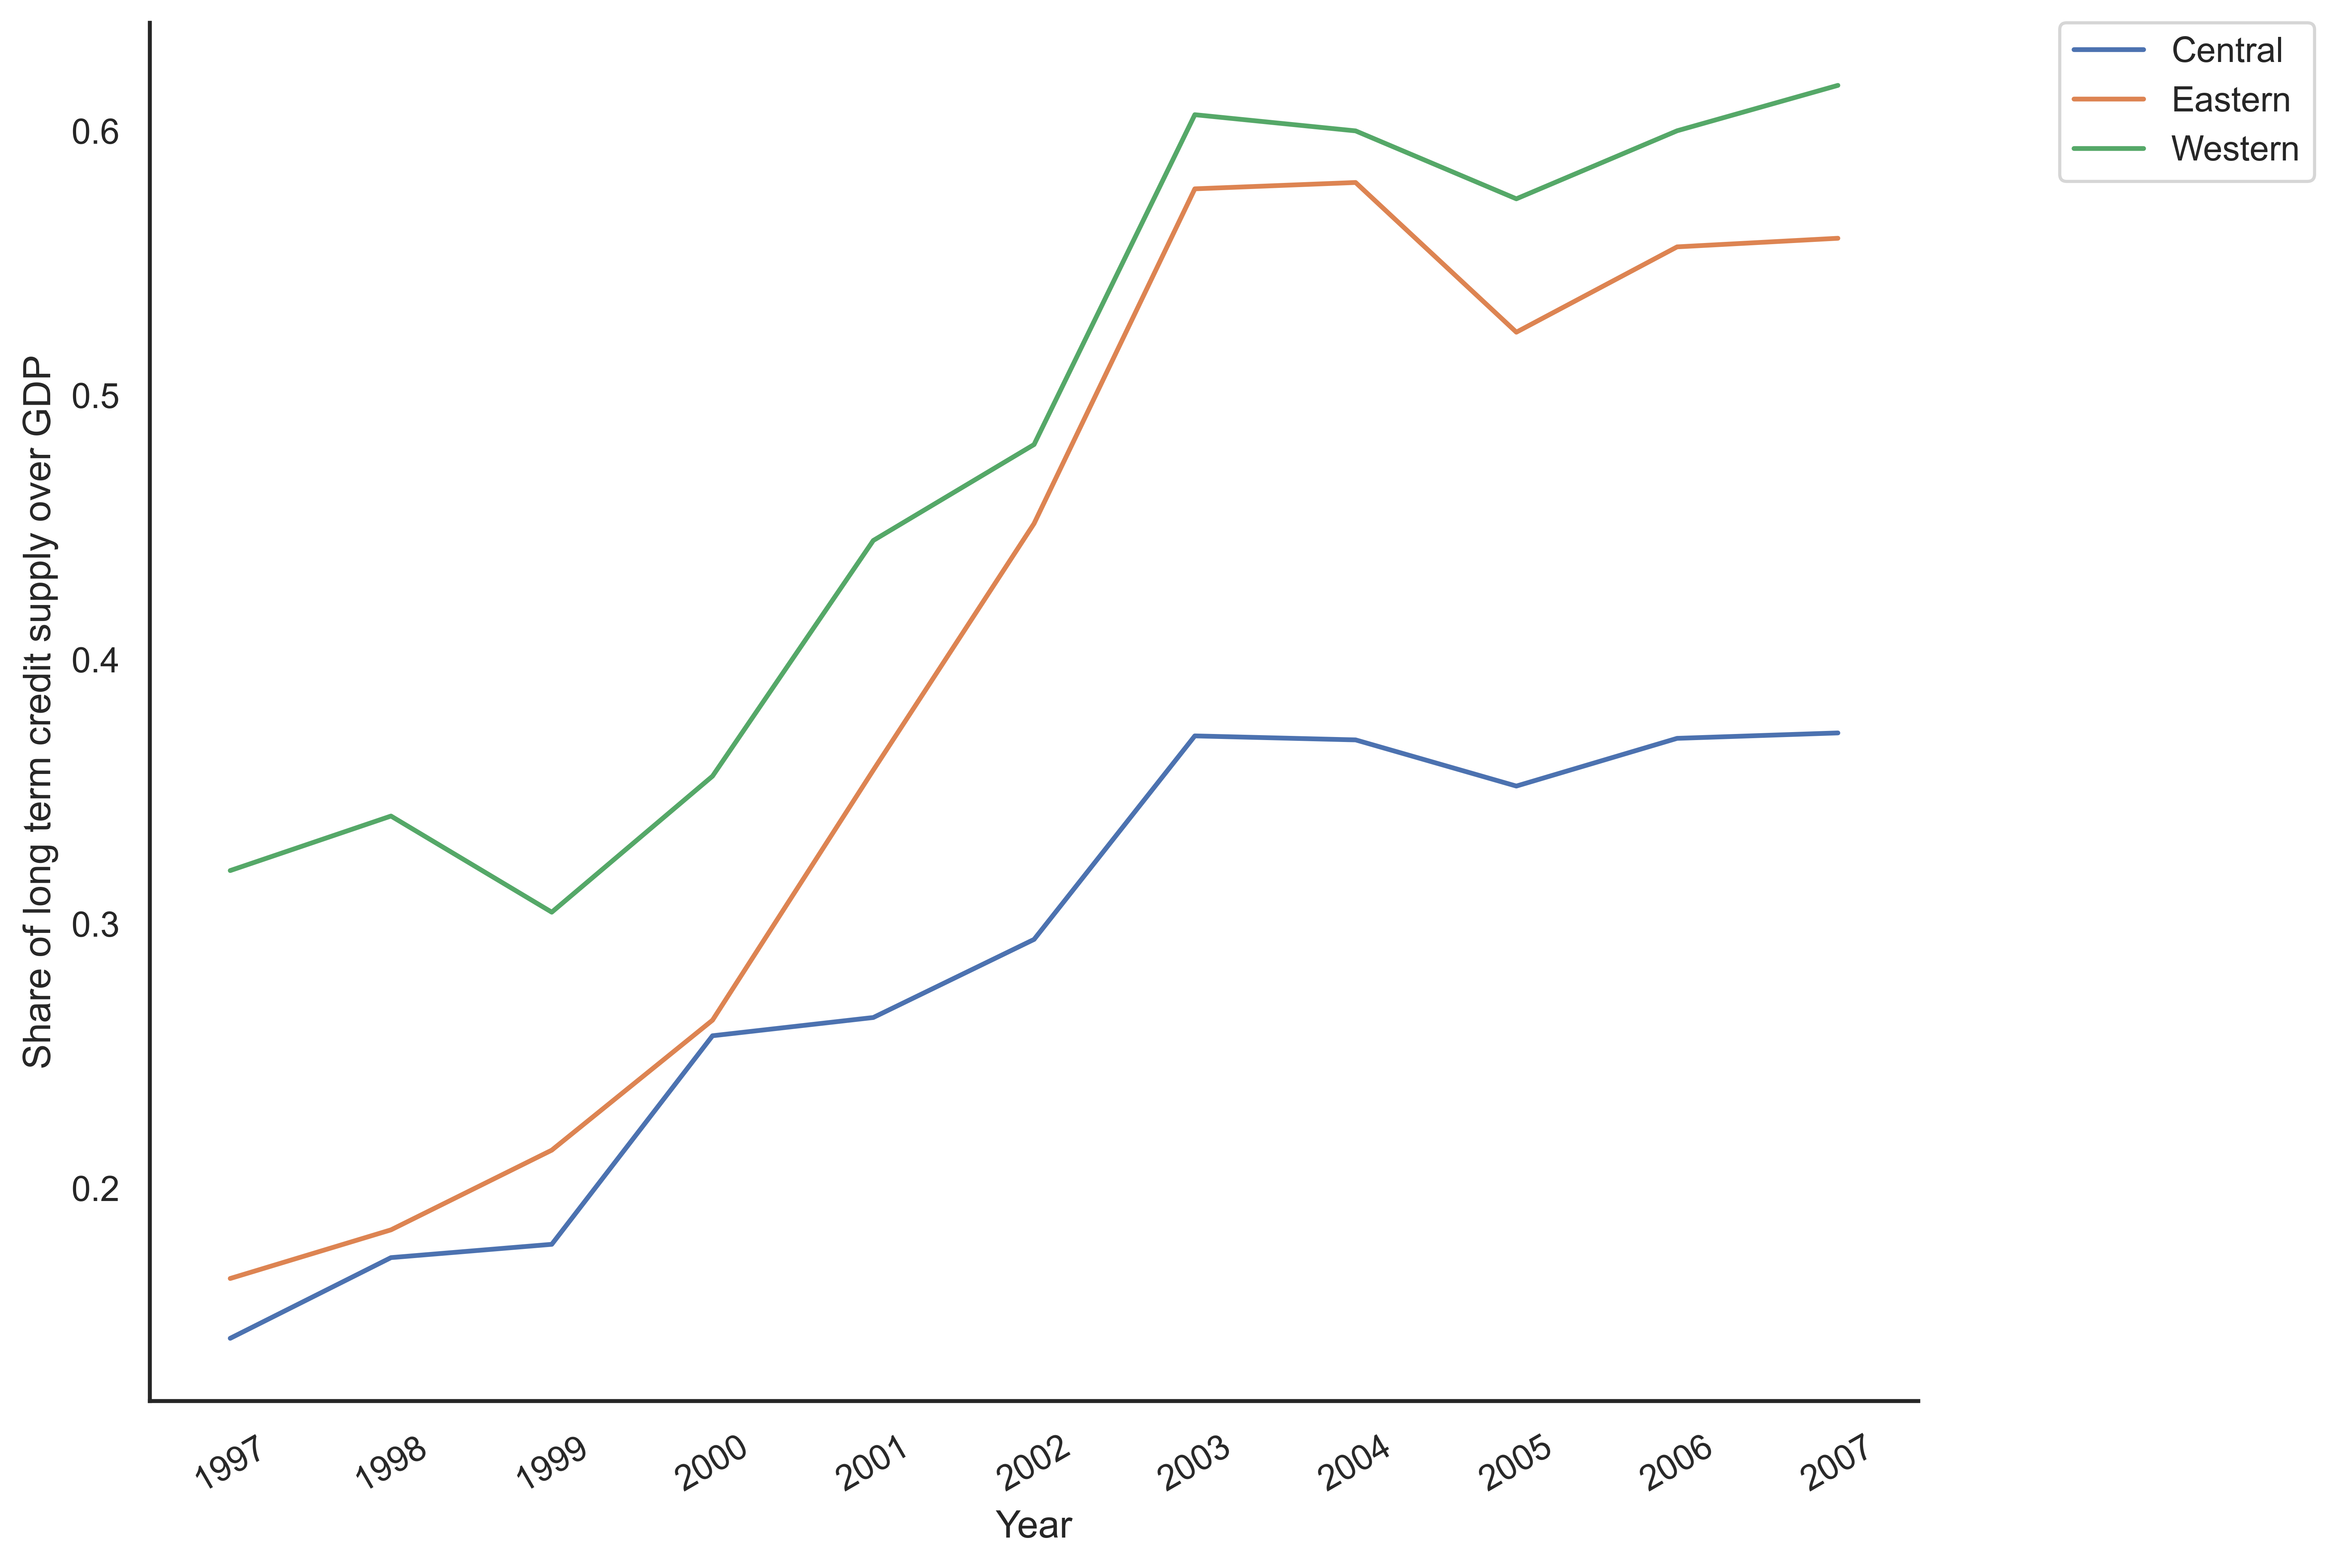 Central
Eastern
Western
Share of long term credit supply over GDP
0.6
0.5
0.4
0.3
0.2
1997 1998 1999 2000 2001 2002 2003 2004 2005 2006 2007
Year